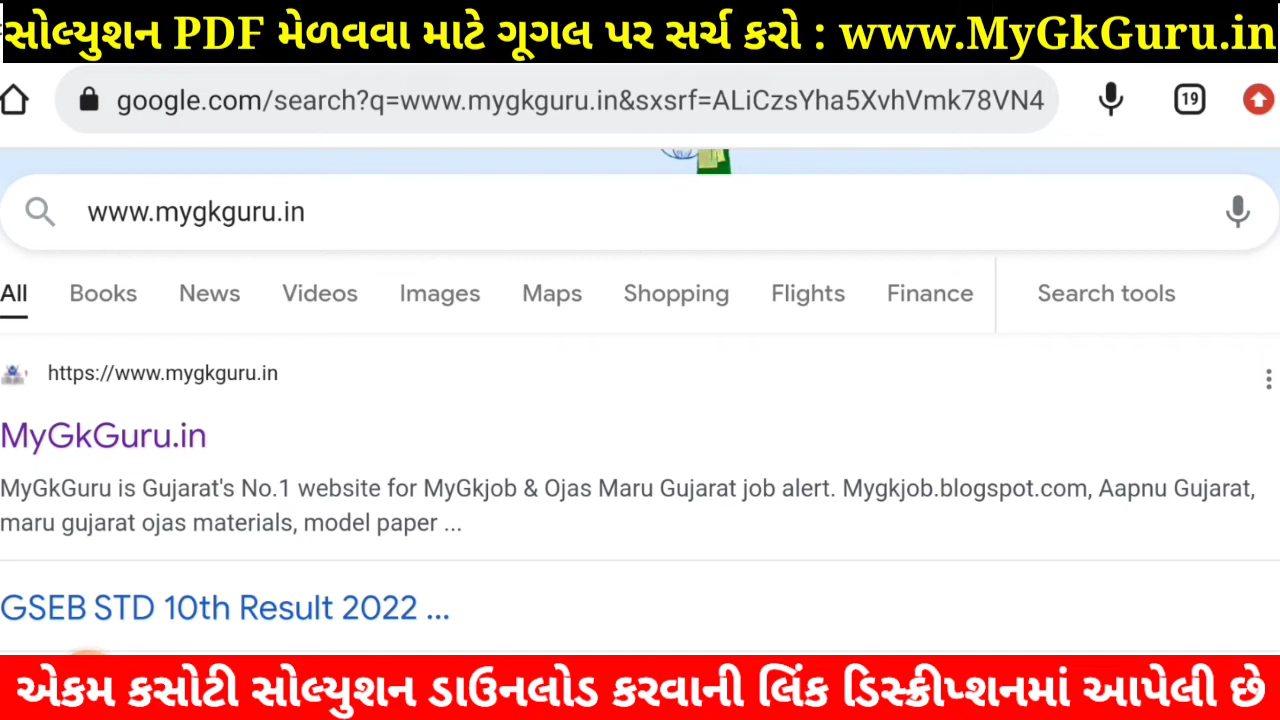 સોલ્યુશન PDF મેળવવા માટે ગૂગલ પર સર્ચ કરો : www.MyGkGuru.in
google.com/search?q=www.mygkguru.in&sxsrf=ALiCzsYha5XvhVmk78VN4
19
www.mygkguru.in
All Books News Videos Images Maps Shopping Flights Finance Search tools
https://www.mygkguru.in
MyGkGuru.in
MyGkGuru is Gujarat's No.1 website for MyGkjob & Ojas Maru Gujarat job alert. Mygkjob.blogspot.com, Aapnu Gujarat,
maru gujarat ojas materials, model paper ...
GSEB STD 10th Result 2022 ...
એકમ કસોટી સોલ્યુશન ડાઉનલોડ કરવાની લિંક ડિસ્ક્રીપ્શનમાં આપેલી છે